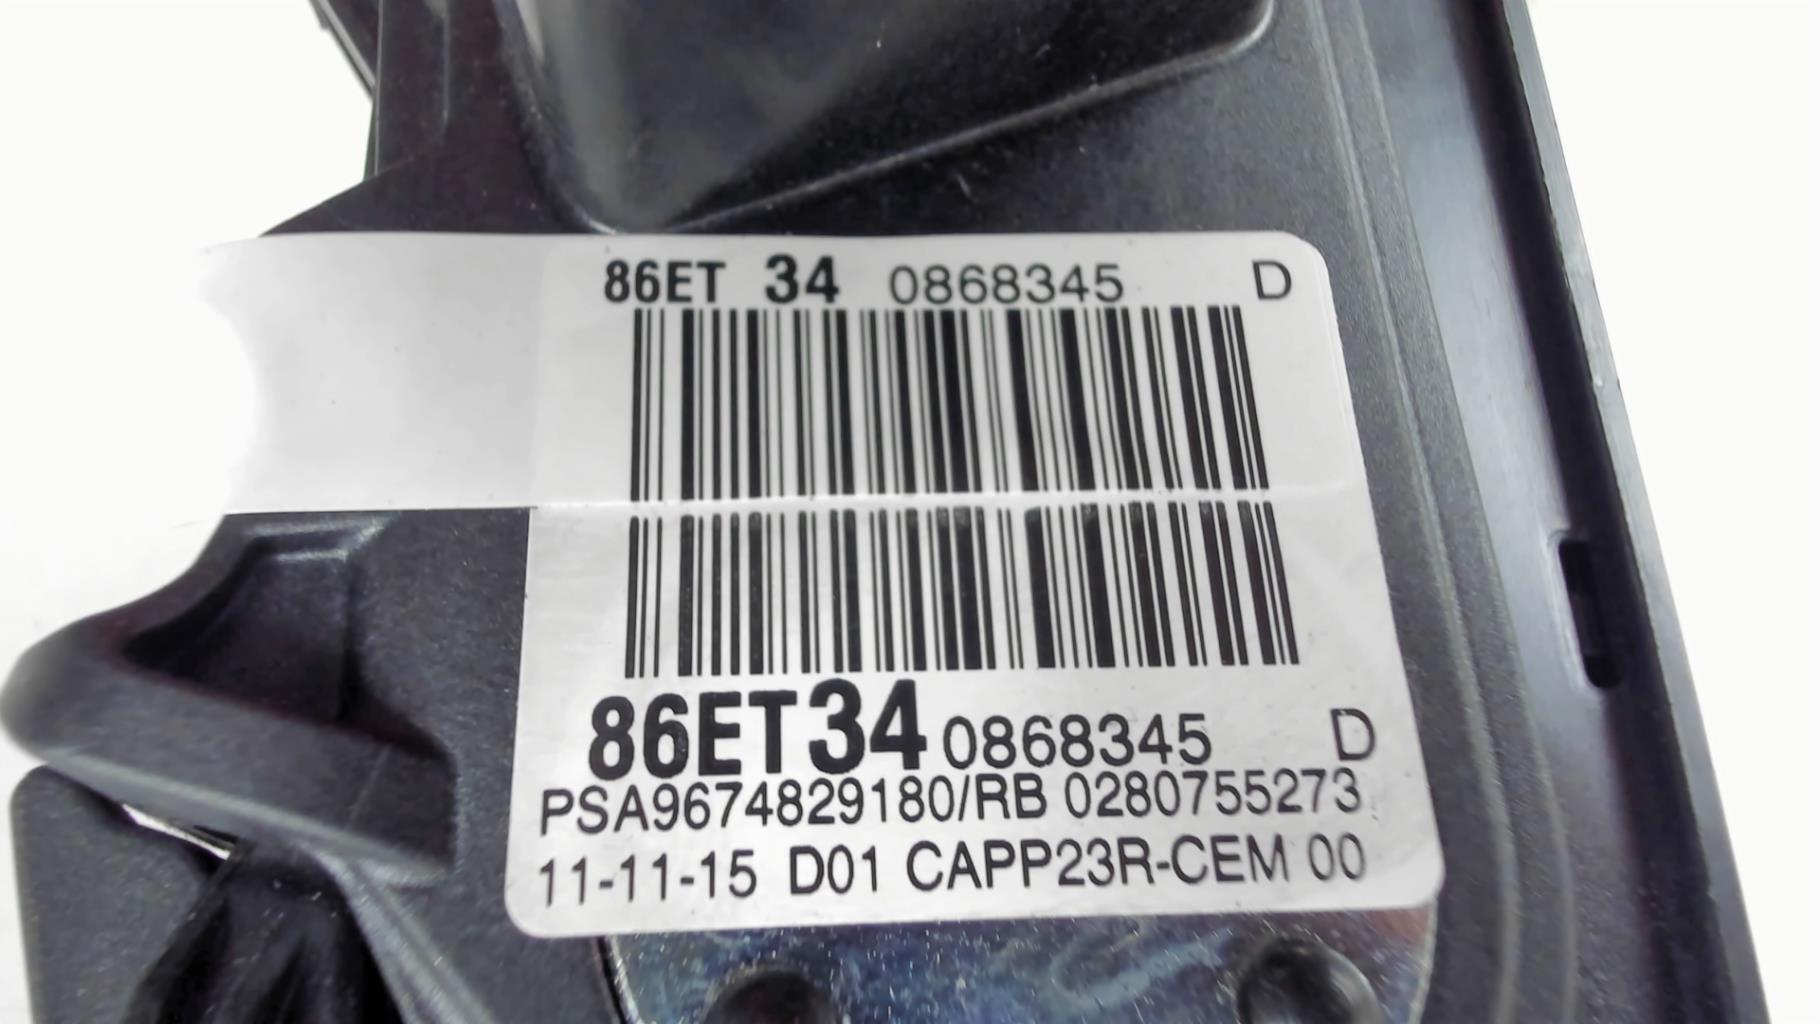 86ET 34 0868345 D
86ET34 0868345 D
PSA9674829180/RB 0280755273
11-11-15 D01 CAPP23R-CEM 00